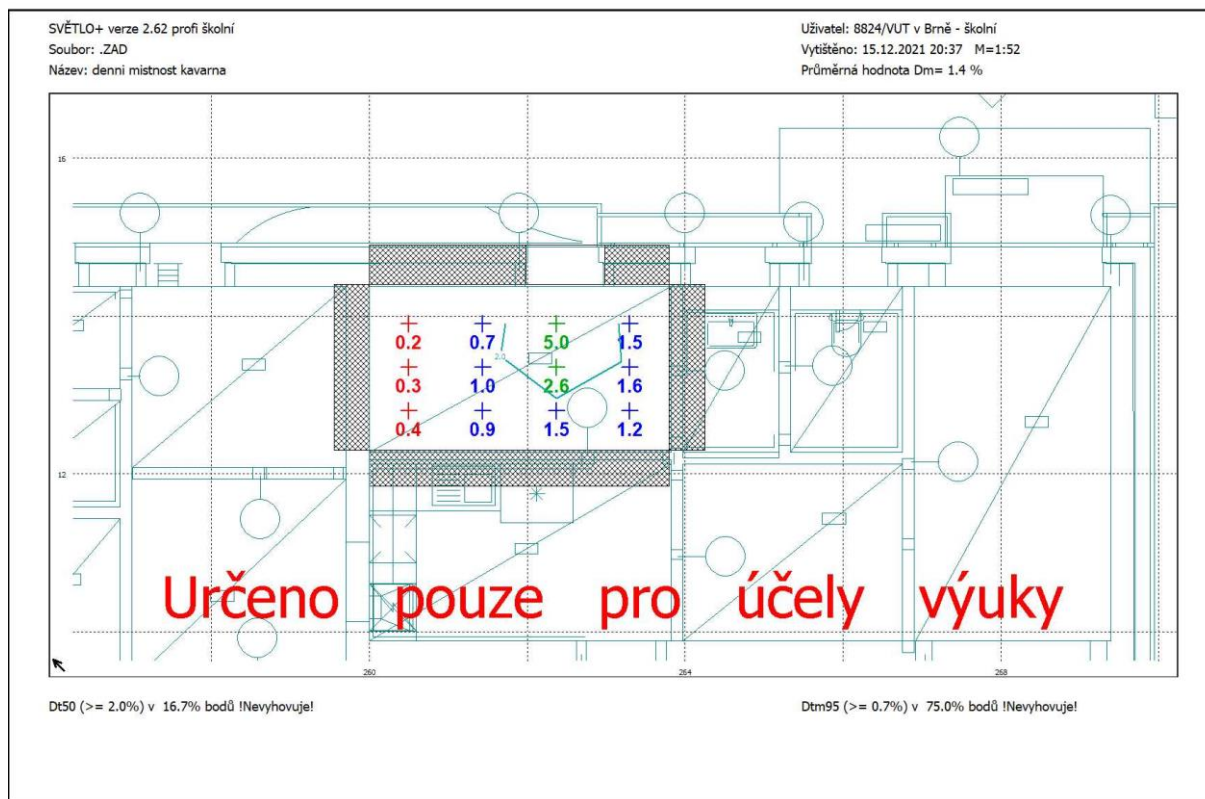 SVĚTLO+ verze 2.62 profi školní
Uživatel: 8824/VUT v Brně - školní
Soubor: .ZAD
Vytištěno: 15.12.2021 20:37 M=1:52
Název: denni mistnost kavarna
Průměrná hodnota Dm= 1.4 %
16
0.2 0.7 5.0 1.5
2.0
0.3 1.0 2.6 1.6
0.4 0.9 1.5 1.2
12
Určeno pouze pro účely výuky
260 264 268
Dt50 (>= 2.0%) v 16.7% bodů !Nevyhovuje!
Dtm95 (>= 0.7%) v 75.0% bodů !Nevyhovuje!